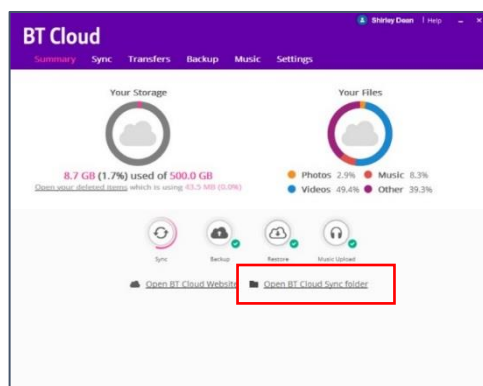 Shirley Deen | Help
BT Cloud
Summary Sync Transfers Backup Music Settings
Your Storage
Your Files
8.7 GB (1.7%) used of 500.0 GB
Open your deleted items which is using 43.5 MB (0.0%)
Photos 2.9% Music 8.3%
Videos 49.4% Other 39.3%
Sync Backup Restore Music Upload
Open BT Cloud Website Open BT Cloud Sync folder